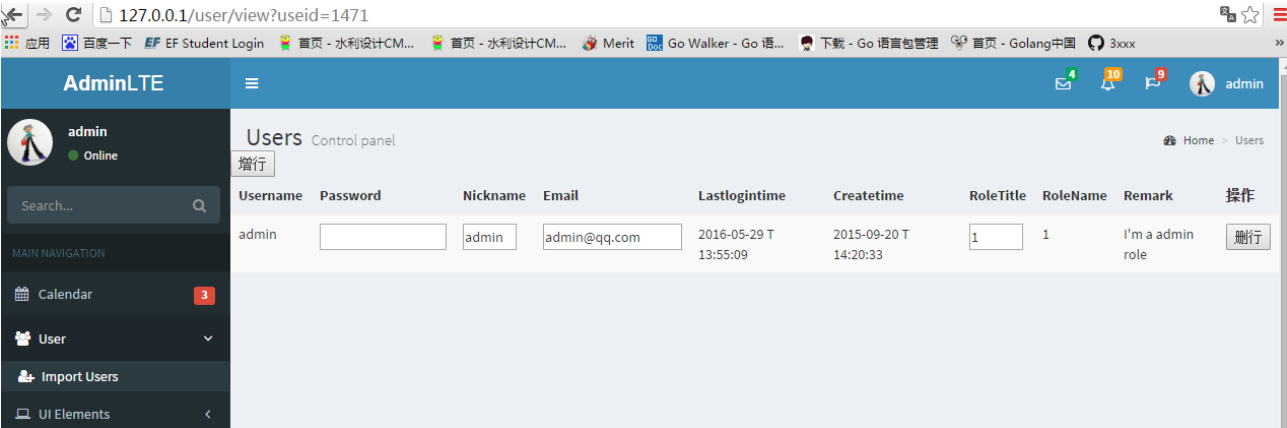 127.0.0.1/user/view?useid=1471
应用 百度一下 EF EF Student Login 首页 - 水利设计CM... 首页 - 水利设计CM... Merit Go Walker - Go 语... 下载 - Go 语言包管理 首页 - Golang中国 3xxx »
AdminLTE 4 10 9 admin
admin
Online
Users Control panel Home > Users
增行
Search...
Username Password Nickname Email Lastlogintime Createtime RoleTitle RoleName Remark 操作
admin admin admin@qq.com 2016-05-29 T 2015-09-20 T 1 1 I'm a admin 删行
13:55:09 14:20:33 role
MAIN NAVIGATION
Calendar 3
User
Import Users
UI Elements